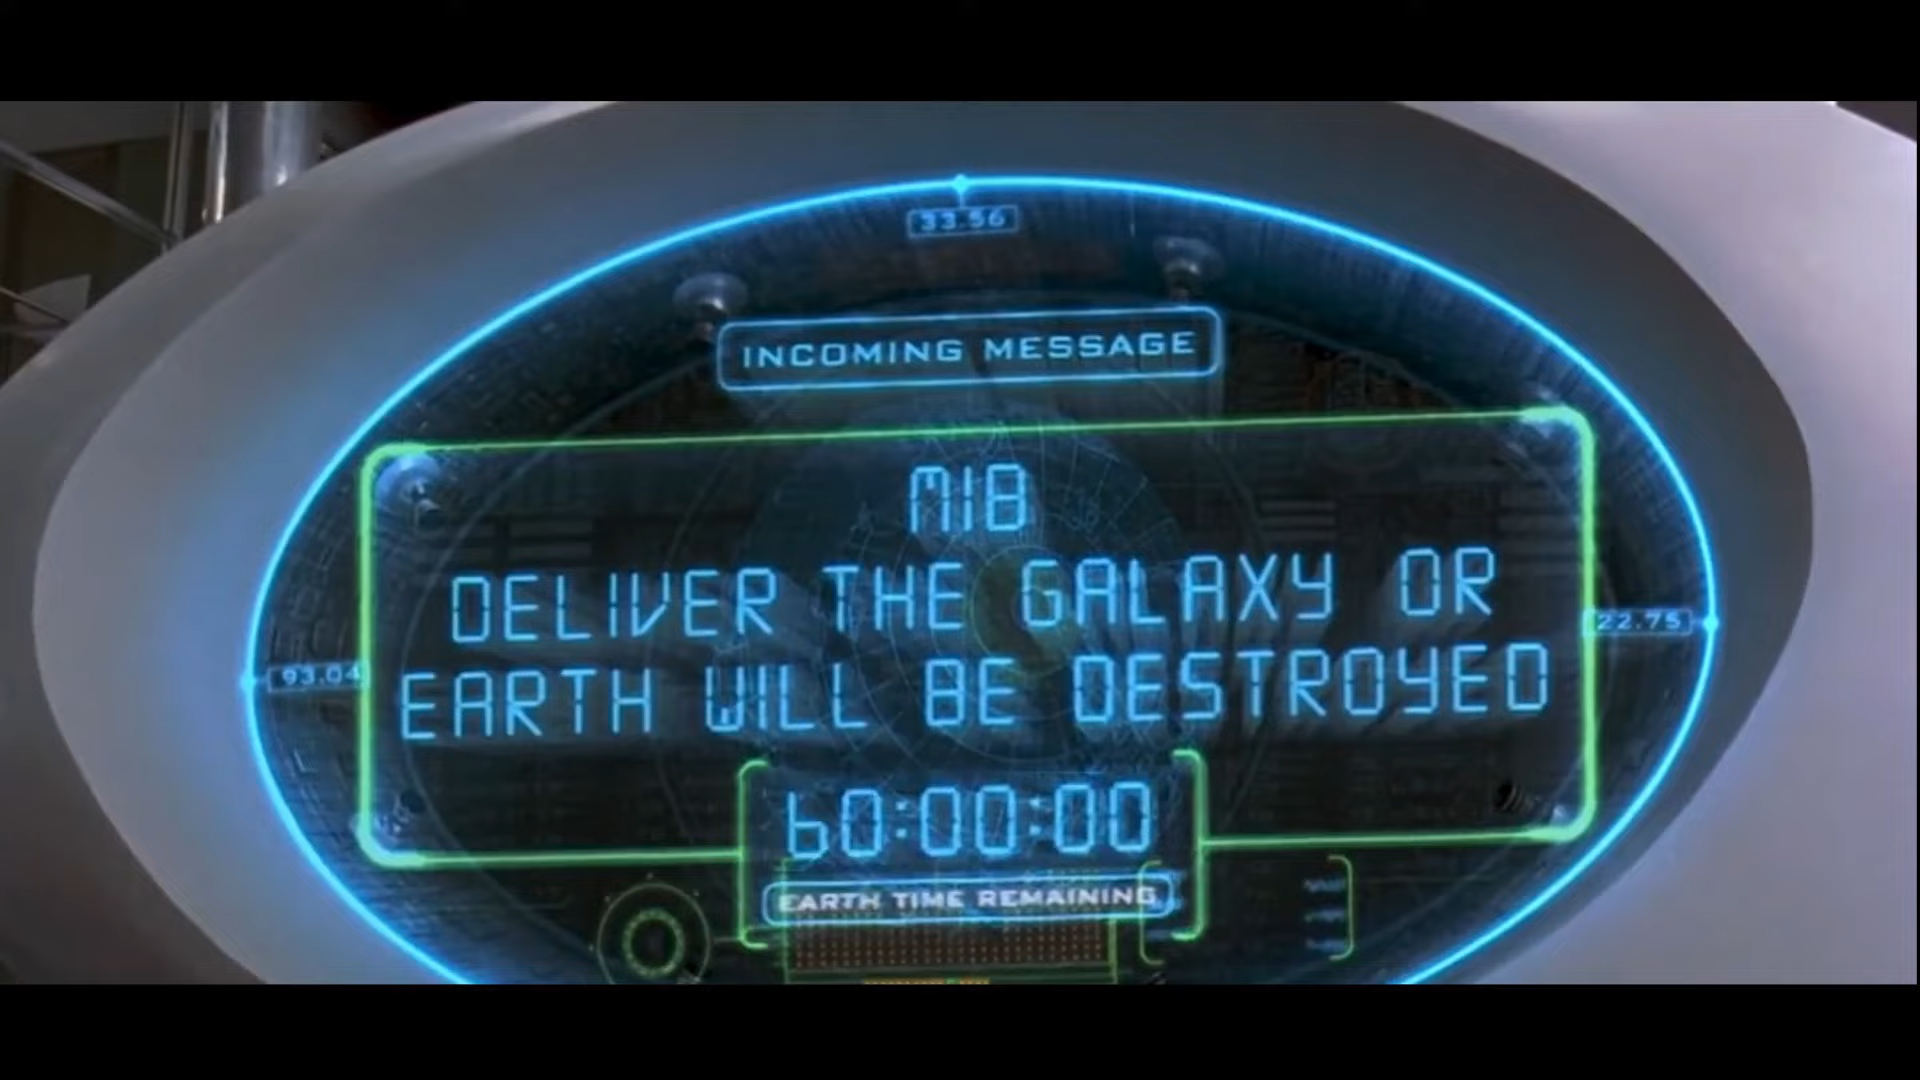 33.56
INCOMING MESSAGE
MIB
DELIVER THE GALAXY OR
22.75
EARTH WILL BE DESTROYED
93.04
60:00:00
EARTH TIME REMAINING